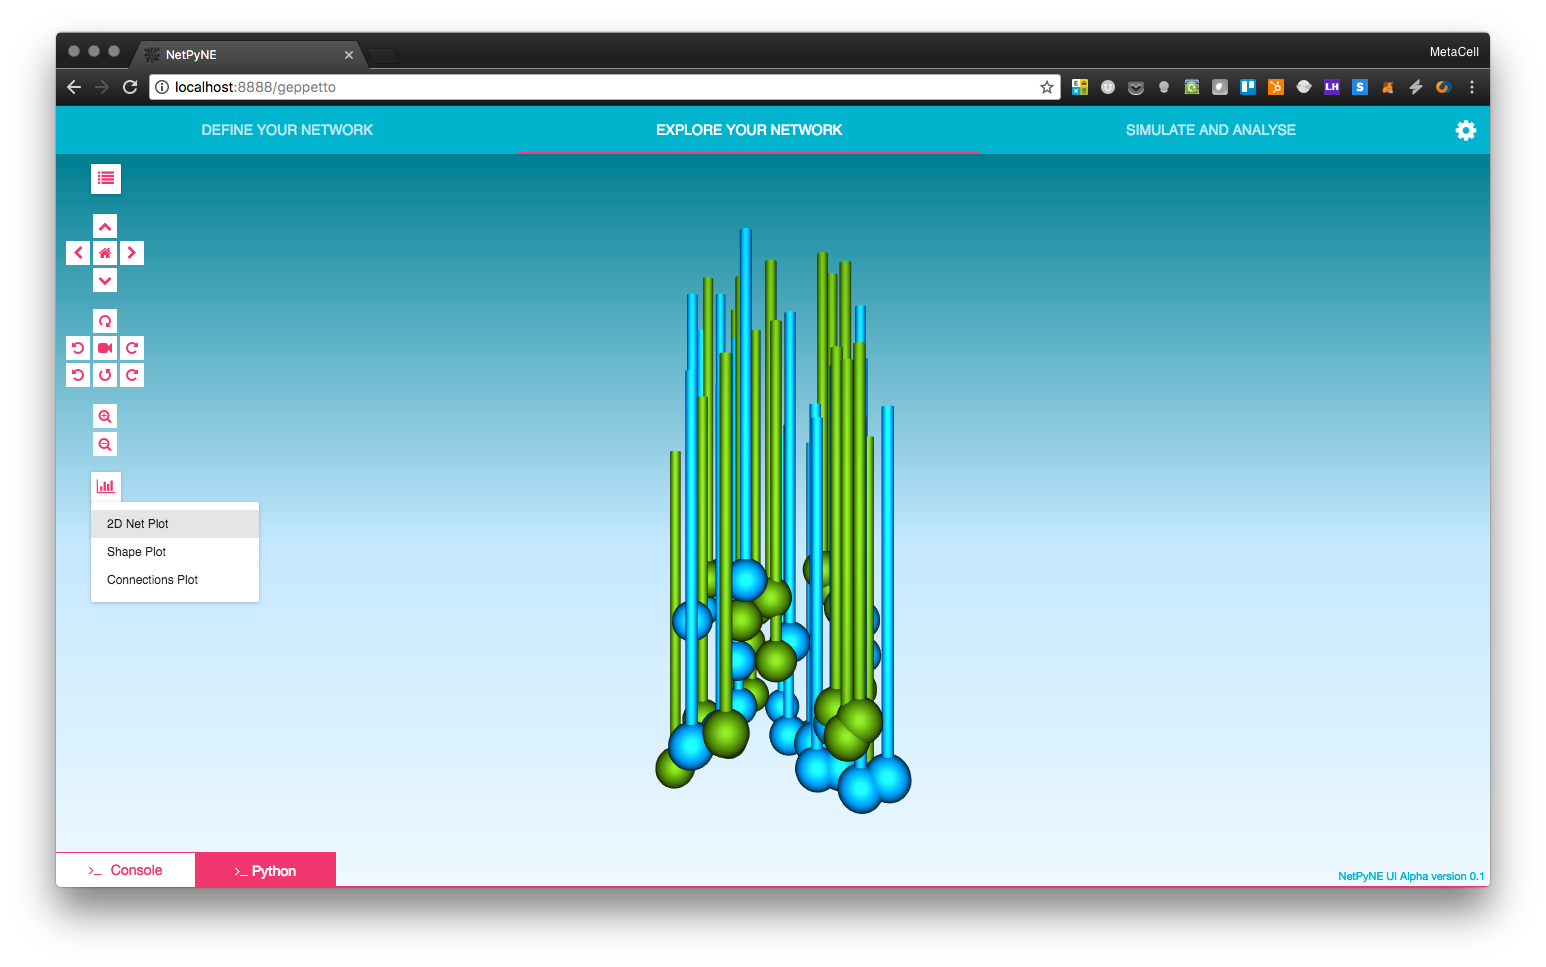 NetPyNE
MetaCell
localhost:8888/geppetto
LH
S
DEFINE YOUR NETWORK
EXPLORE YOUR NETWORK
SIMULATE AND ANALYSE
2D Net Plot
Shape Plot
Connections Plot
>_ Console
>_ Python
NetPyNE UI Alpha version 0.1